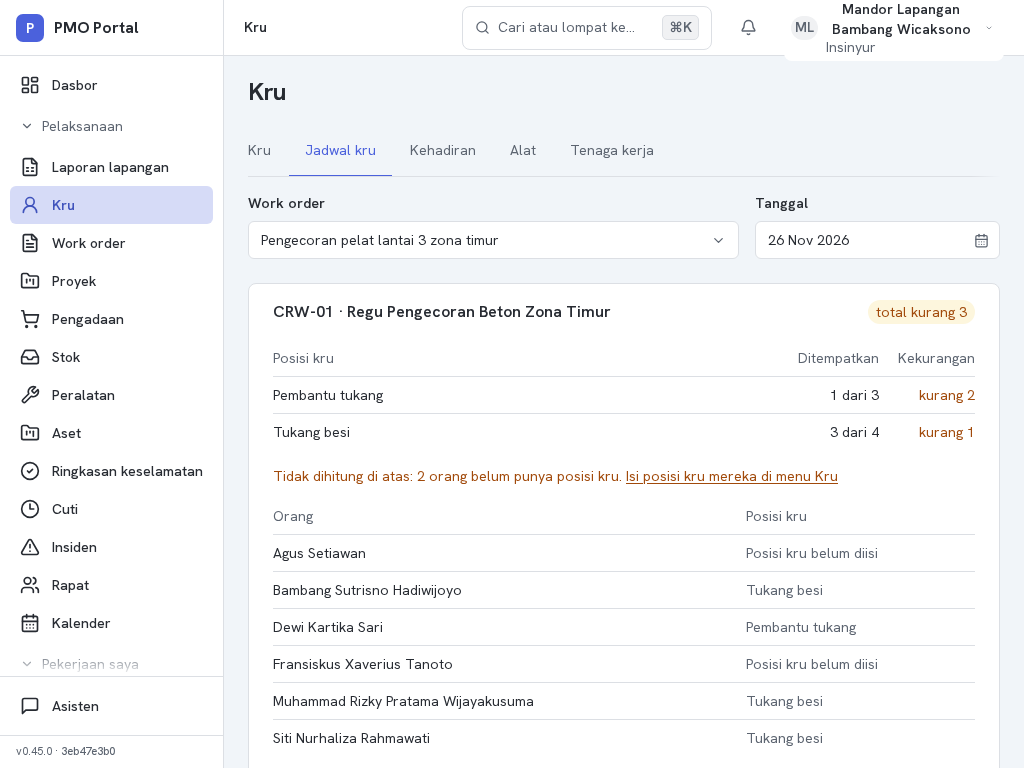 P PMO Portal
Kru
Cari atau lompat ke... ⌘K
ML
Mandor Lapangan
Bambang Wicaksono
Insinyur
Dasbor
Pelaksanaan
Laporan lapangan
Kru
Work order
Proyek
Pengadaan
Stok
Peralatan
Aset
Ringkasan keselamatan
Cuti
Insiden
Rapat
Kalender
Pekerjaan saya
Asisten
v0.45.0 · 3eb47e3b0
Kru
Kru Jadwal kru Kehadiran Alat Tenaga kerja
Work order Tanggal
Pengecoran pelat lantai 3 zona timur 26 Nov 2026
CRW-01 · Regu Pengecoran Beton Zona Timur total kurang 3
Posisi kru Ditempatkan Kekurangan
Pembantu tukang 1 dari 3 kurang 2
Tukang besi 3 dari 4 kurang 1
Tidak dihitung di atas: 2 orang belum punya posisi kru. Isi posisi kru mereka di menu Kru
Orang Posisi kru
Agus Setiawan Posisi kru belum diisi
Bambang Sutrisno Hadiwijoyo Tukang besi
Dewi Kartika Sari Pembantu tukang
Fransiskus Xaverius Tanoto Posisi kru belum diisi
Muhammad Rizky Pratama Wijayakusuma Tukang besi
Siti Nurhaliza Rahmawati Tukang besi